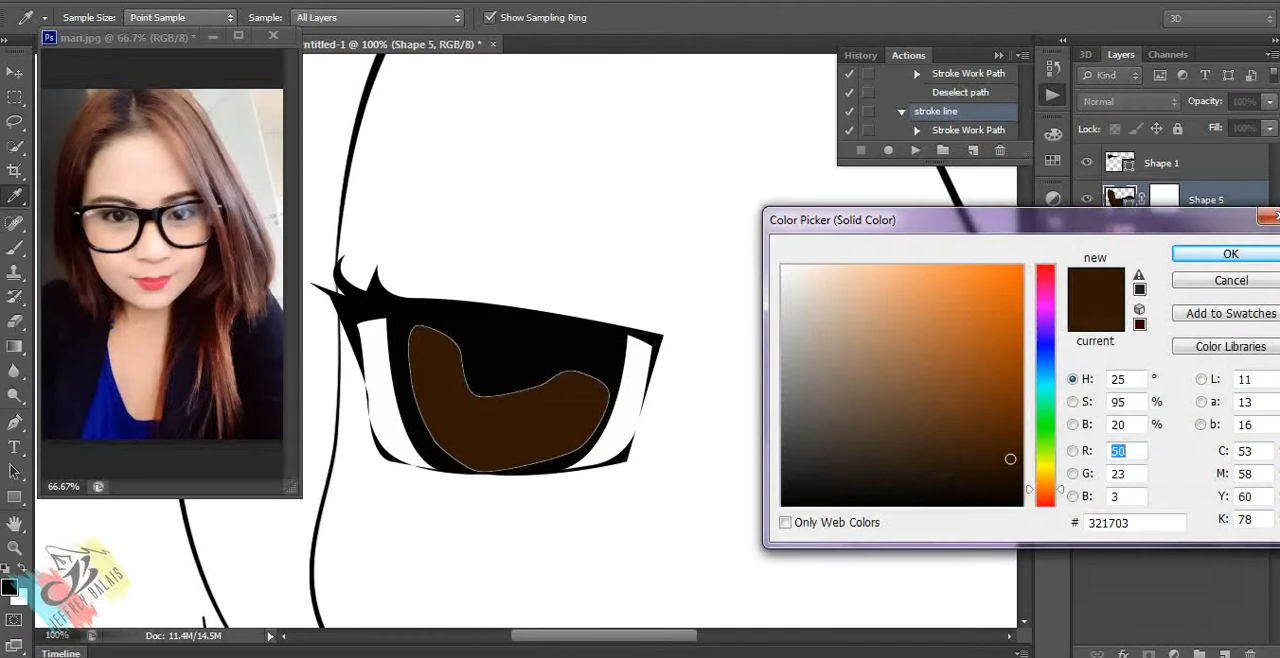 Sample Size: Point Sample Sample: All Layers Show Sampling Ring 3D
Ps mari.jpg @ 66.7% (RGB/8) *
ntitled-1 @ 100% (Shape 5, RGB/8) * ×
History Actions
Stroke Work Path
Deselect path
stroke line
Stroke Work Path
3D Layers Channels
Kind
Normal Opacity: 100%
Lock: Fill: 100%
Shape 1
Shape 5
Color Picker (Solid Color)
new
current
OK
Cancel
Add to Swatches
Color Libraries
H: 25 °
S: 95 %
B: 20 %
R: 50
G: 23
B: 3
L: 11
a: 13
b: 16
C: 53
M: 58
Y: 60
K: 78
# 321703
Only Web Colors
66.67%
JEFFREY BALAIS
100% Doc: 11.4M/14.5M
Timeline